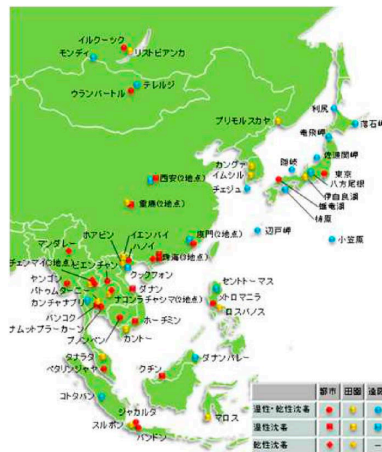 イルクーツク
モンディ
リストビアンカ
テレルジ
ウランバートル
プリモルスカヤ
利尻
落石岬
竜飛岬
佐渡関岬
カングァ
イムシル
隠岐
東京
八方尾根
西安(2地点)
チェジュ
伊自良湖
蟠竜湖
梼原
重慶(2地点)
ホアビン
イエンバイ
厦門(2地点)
辺戸岬
小笠原
マンダレー
ハノイ
珠海(2地点)
チェンマイ(2地点)
ビエンチャン
クックプォン
ヤンゴン
ダナン
セントトーマス
パトゥムターニー
ナコンラチャシマ(2地点)
メトロマニラ
カンチャナブリ
ロスバノス
バンコク
ホーチミン
ナムットプラーカーン
プノンペン
カントー
ダナンバレー
タナラタ
ペタリンジャヤ
クチン
コトタバン
ジャカルタ
マロス
スルポン
バンドン
都市 田園 遠隔
湿性・乾性沈着
湿性沈着
乾性沈着 －